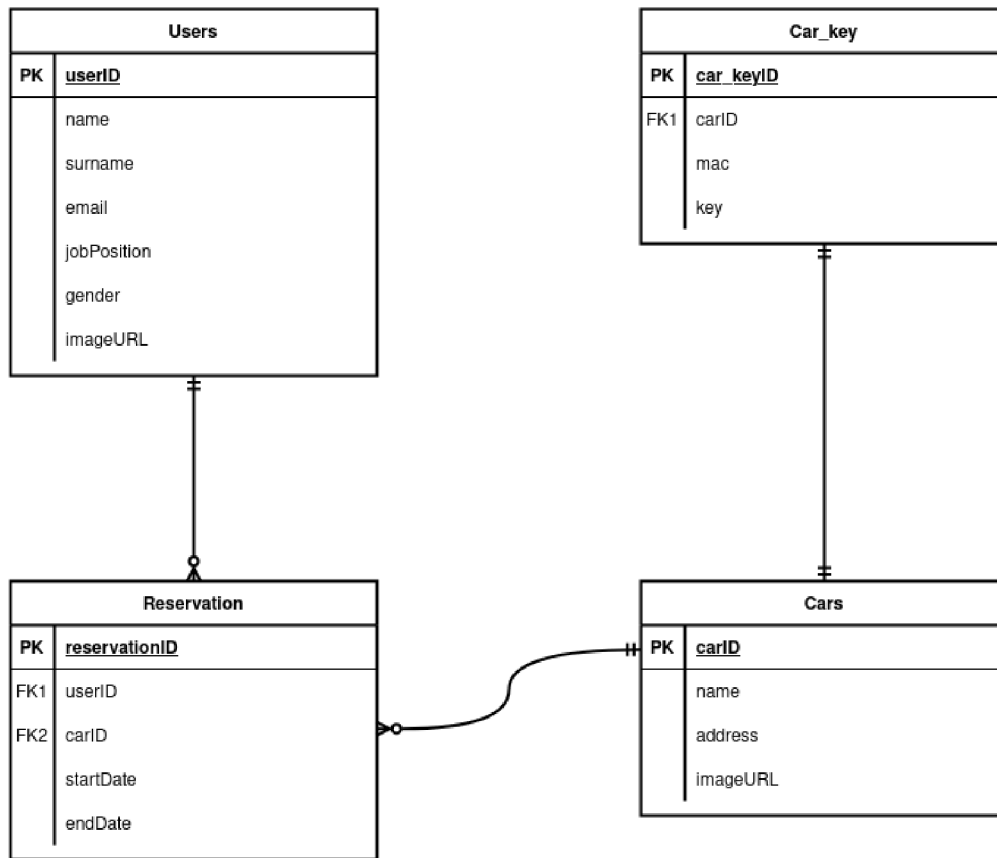 Users
PK userID
name
surname
email
jobPosition
gender
imageURL
Car_key
PK car_keyID
FK1 carID
mac
key
Reservation
PK reservationID
FK1 userID
FK2 carID
startDate
endDate
Cars
PK carID
name
address
imageURL